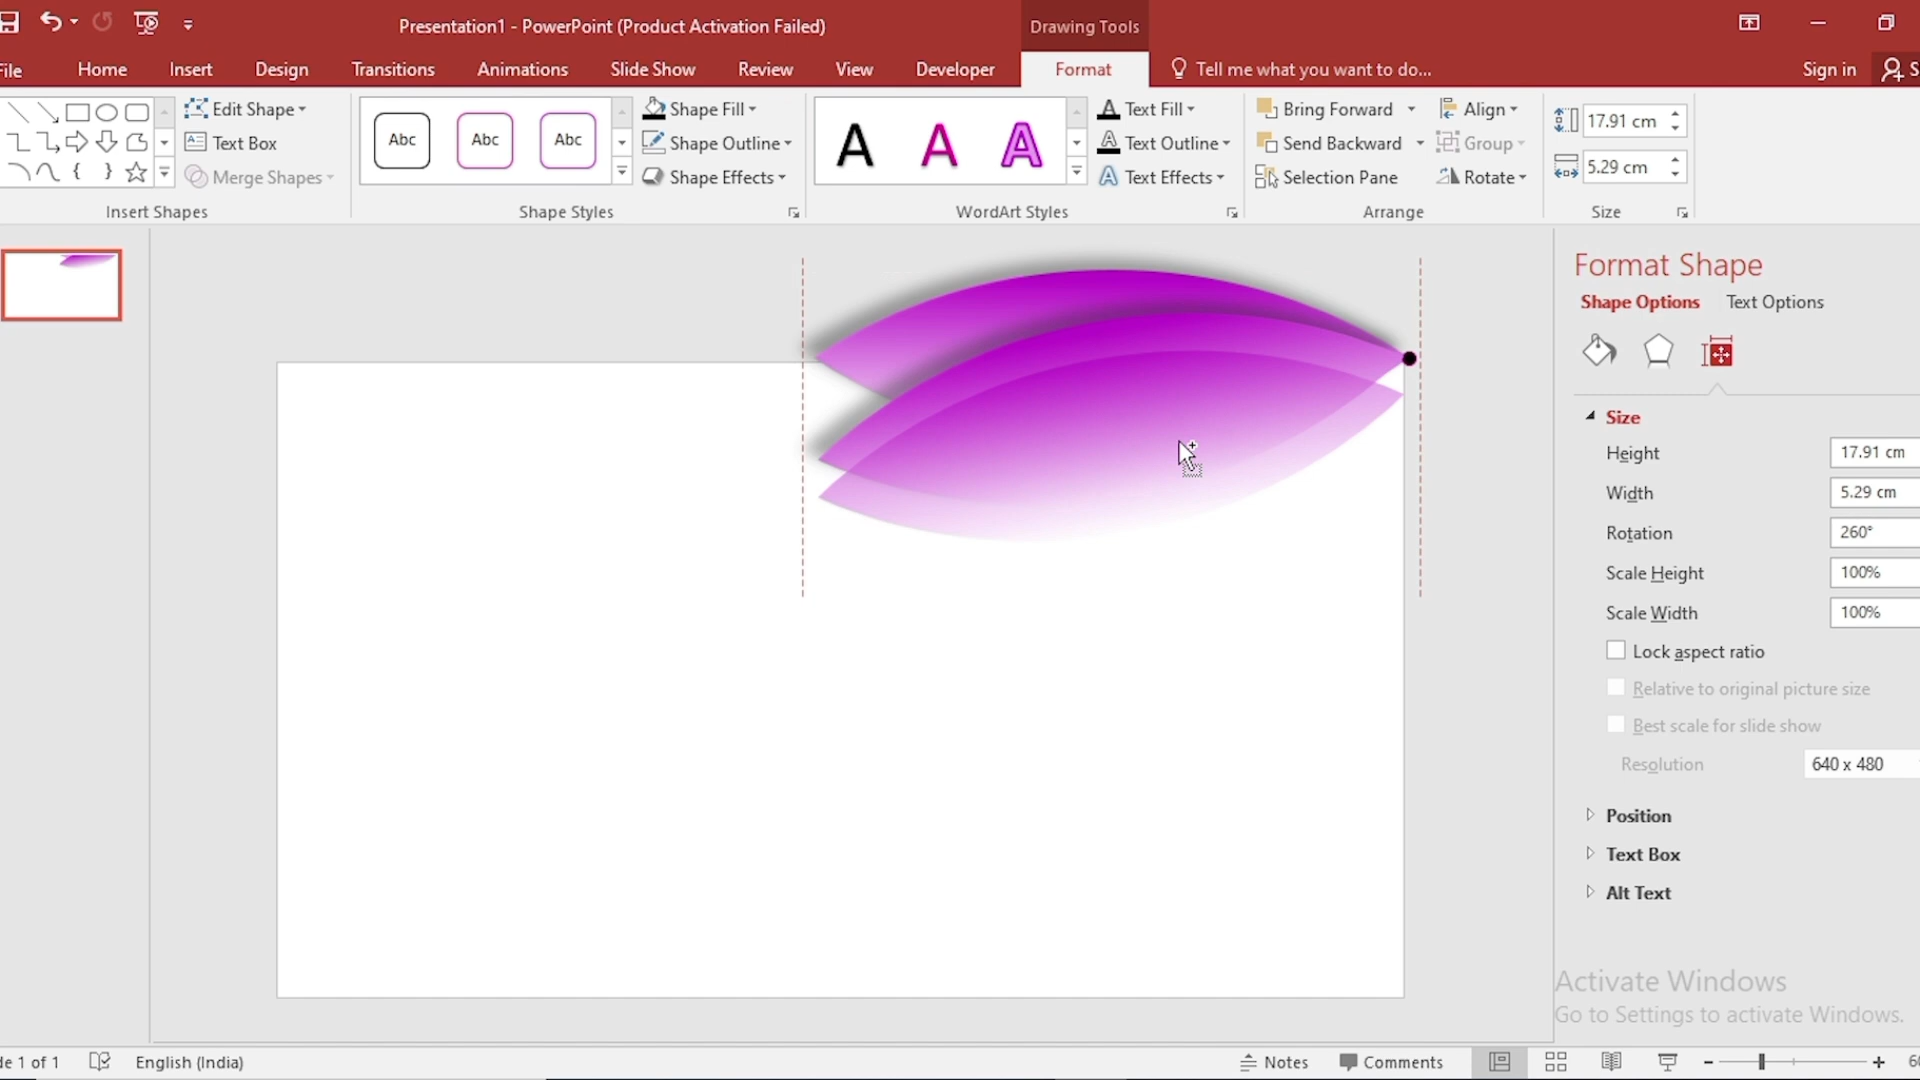 Presentation1 - PowerPoint (Product Activation Failed)
Drawing Tools
File Home Insert Design Transitions Animations Slide Show Review View Developer Format Tell me what you want to do... Sign in S
Edit Shape
Text Box
Merge Shapes
Insert Shapes
Abc Abc Abc
Shape Fill
Shape Outline
Shape Effects
Shape Styles
A A A
Text Fill
Text Outline
Text Effects
WordArt Styles
Bring Forward
Send Backward
Selection Pane
Align
Group
Rotate
Arrange
17.91 cm
5.29 cm
Size
Format Shape
Shape Options Text Options
Size
Height 17.91 cm
Width 5.29 cm
Rotation 260°
Scale Height 100%
Scale Width 100%
Lock aspect ratio
Relative to original picture size
Best scale for slide show
Resolution 640 x 480
Position
Text Box
Alt Text
Activate Windows
Go to Settings to activate Windows.
de 1 of 1 English (India) Notes Comments